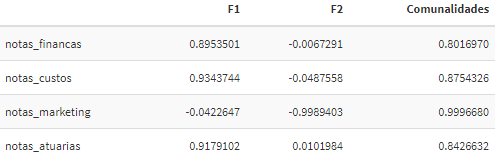 F1 F2 Comunalidades
notas_financas 0.8953501 -0.0067291 0.8016970
notas_custos 0.9343744 -0.0487558 0.8754326
notas_marketing -0.0422647 -0.9989403 0.9996680
notas_atuarias 0.9179102 0.0101984 0.8426632